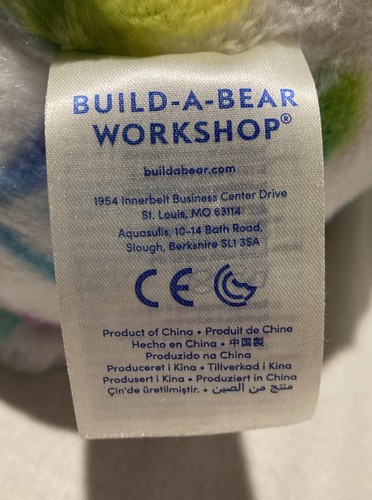 BUILD-A-BEAR
WORKSHOP®
buildabear.com
1954 Innerbelt Business Center Drive
St. Louis, MO 63114
Aquasulis, 10-14 Bath Road,
Slough, Berkshire SL1 3SA
CE
Product of China • Produit de Chine
Hecho en China • 中国製
Produzido na China
Produceret i Kina • Tillverkad i Kina
Produsert i Kina • Produziert in China
Çin'de üretilmiştir. • منتج من الصين